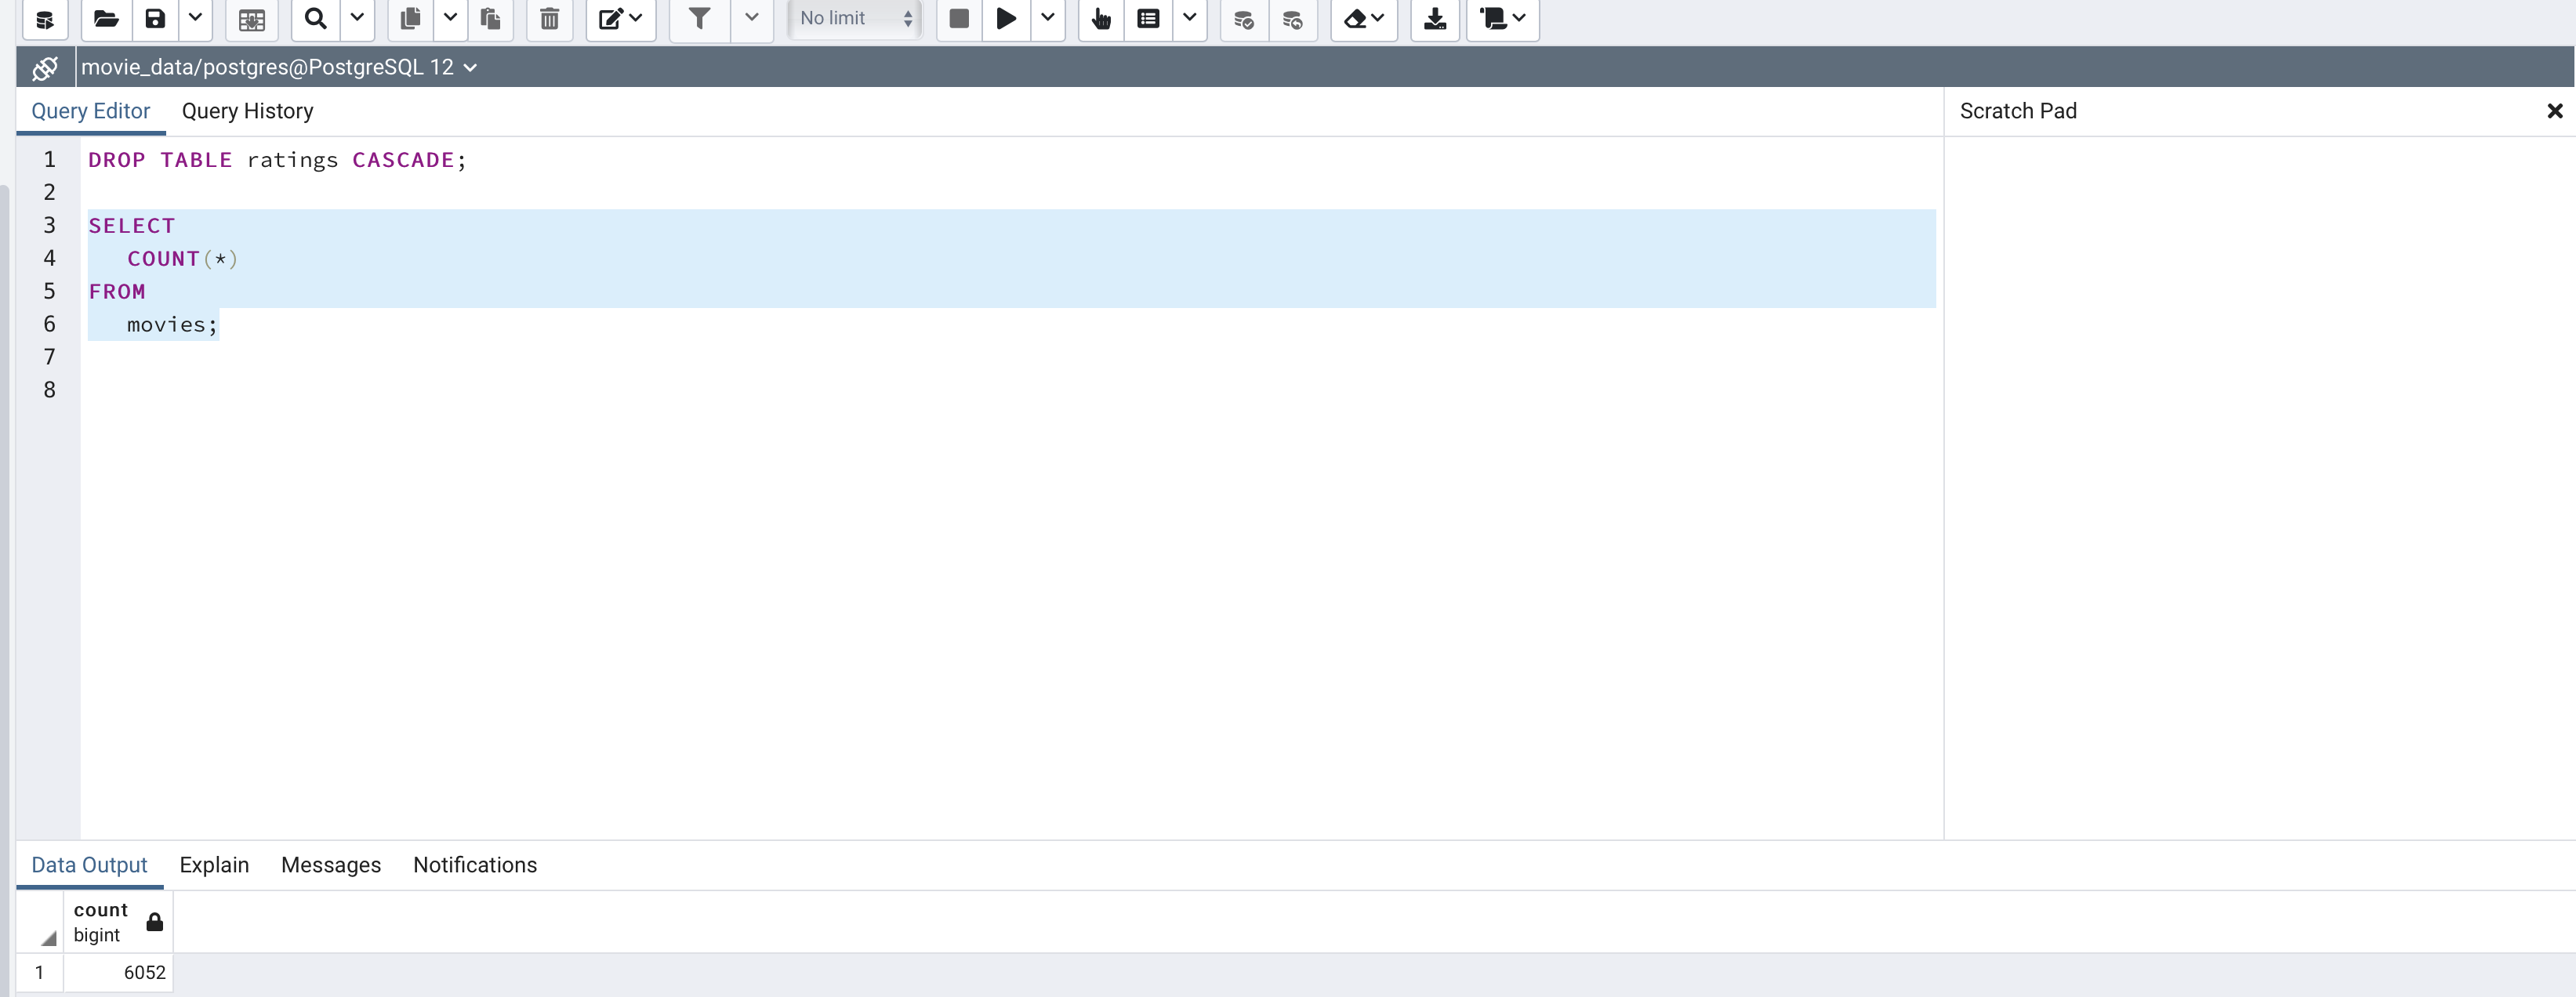 No limit
movie_data/postgres@PostgreSQL 12
Query Editor Query History Scratch Pad
1 DROP TABLE ratings CASCADE;
2
3 SELECT
4 COUNT(*)
5 FROM
6 movies;
7
8
Data Output Explain Messages Notifications
count
bigint
1 6052